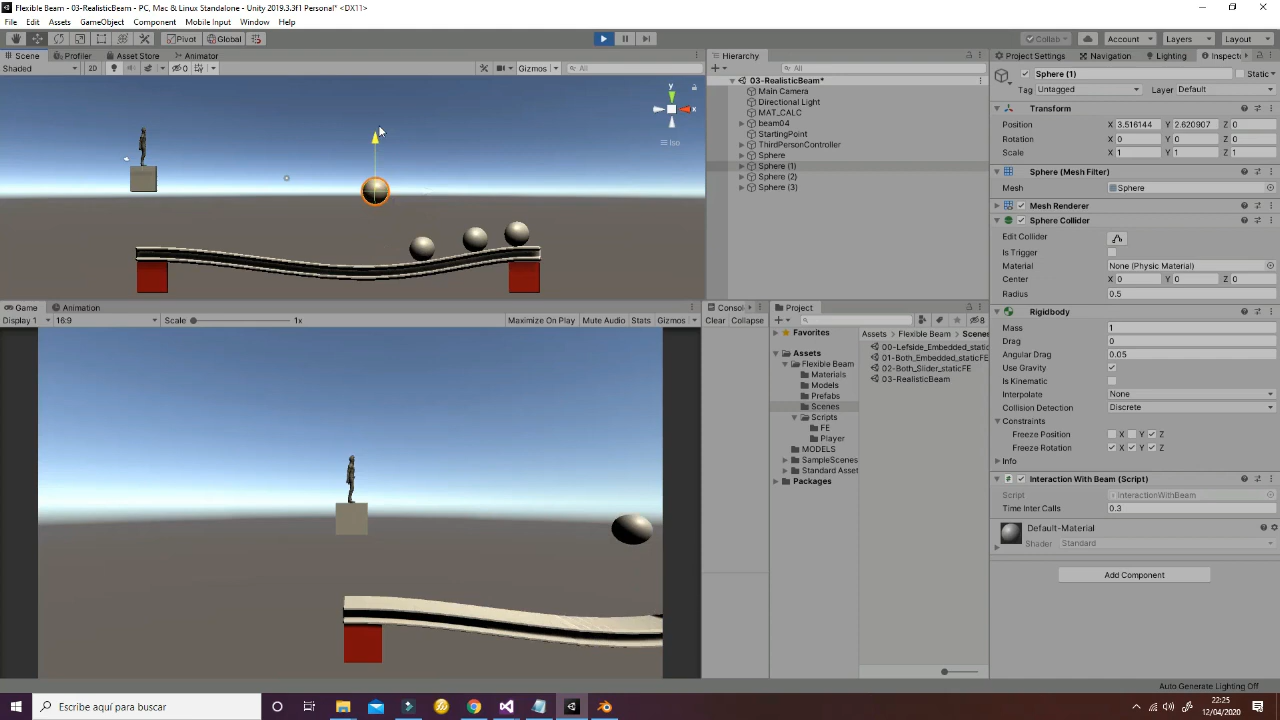 Flexible Beam - 03-RealisticBeam - PC, Mac & Linux Standalone - Unity 2019.3.3f1 Personal* <DX11>
File Edit Assets GameObject Component Mobile Input Window Help
Pivot Global Collab Account Layers Layout
Scene Profiler Asset Store Animator
Shaded 2D 0 Gizmos All
y
x
Iso
Hierarchy
All
03-RealisticBeam*
Main Camera
Directional Light
MAT_CALC
beam04
StartingPoint
ThirdPersonController
Sphere
Sphere (1)
Sphere (2)
Sphere (3)
Game Animation
Display 1 16:9 Scale 1x Maximize On Play Mute Audio Stats Gizmos
Consol
Clear Collapse
Project
8
Favorites
Assets
Flexible Beam
Materials
Models
Prefabs
Scenes
Scripts
FE
Player
MODELS
SampleScenes
Standard Asset
Packages
Assets Flexible Beam Scenes
00-Lefside_Embedded_static
01-Both_Embedded_staticFE
02-Both_Slider_staticFE
03-RealisticBeam
Project Settings Navigation Lighting Inspect
Sphere (1) Static
Tag Untagged Layer Default
Transform
Position X 3.516144 Y 2.620907 Z 0
Rotation X 0 Y 0 Z 0
Scale X 1 Y 1 Z 1
Sphere (Mesh Filter)
Mesh Sphere
Mesh Renderer
Sphere Collider
Edit Collider
Is Trigger
Material None (Physic Material)
Center X 0 Y 0 Z 0
Radius 0.5
Rigidbody
Mass 1
Drag 0
Angular Drag 0.05
Use Gravity
Is Kinematic
Interpolate None
Collision Detection Discrete
Constraints
Freeze Position X Y Z
Freeze Rotation X Y Z
Info
Interaction With Beam (Script)
Script InteractionWithBeam
Time Inter Calls 0.3
Default-Material
Shader Standard
Add Component
Auto Generate Lighting Off
Escribe aquí para buscar
22:25
12/04/2020